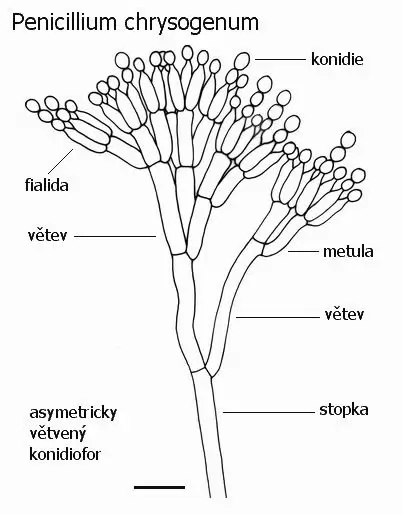 Penicillium chrysogenum
konidie
fialida
větev
metula
větev
stopka
asymetricky
větvený
konidiofor